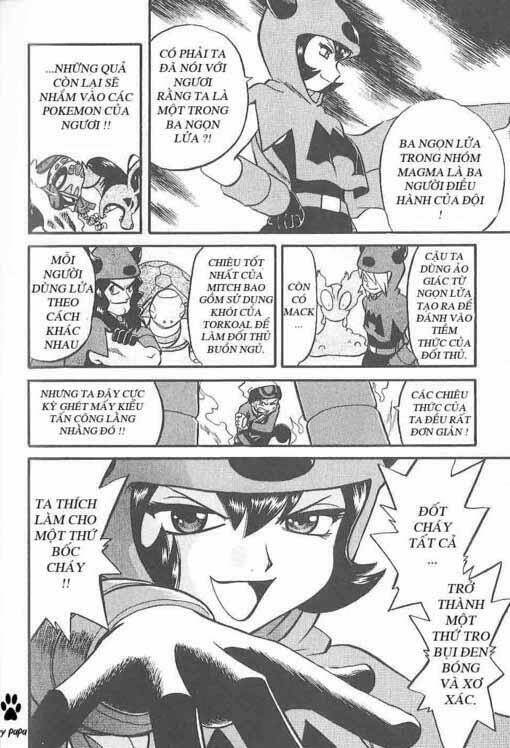 ...NHỮNG QUẢ
CÒN LẠI SẼ
NHẮM VÀO CÁC
POKEMON CỦA
NGƯƠI !!
CÓ PHẢI TA
ĐÃ NÓI VỚI
NGƯƠI
RẰNG TA LÀ
MỘT TRONG
BA NGỌN
LỬA ?!
BA NGỌN LỬA
TRONG NHÓM
MAGMA LÀ BA
NGƯỜI ĐIỀU
HÀNH CỦA ĐỘI
!
MỖI
NGƯỜI
DÙNG LỬA
THEO
CÁCH
KHÁC
NHAU
CHIÊU TỐT
NHẤT CỦA
MITCH BAO
GỒM SỬ DỤNG
KHÓI CỦA
TORKOAL ĐỂ
LÀM ĐỐI THỦ
BUỒN NGỦ.
CÒN
CÓ
MACK
...
CẬU TA
DÙNG ẢO
GIÁC TỪ
NGỌN LỬA
TẠO RA ĐỂ
ĐÁNH VÀO
TIỀM
THỨC CỦA
ĐỐI THỦ.
NHƯNG TA ĐÂY CỰC
KỲ GHÉT MẤY KIỂU
TẤN CÔNG LẰNG
NHẰNG ĐÓ !!
CÁC CHIÊU
THỨC CỦA
TA ĐỀU RẤT
ĐƠN GIẢN !
TA THÍCH
LÀM CHO
MỘT THỨ
BỐC
CHÁY
!!
ĐỐT
CHÁY
TẤT CẢ
...
TRỞ
THÀNH
MỘT
THỨ TRO
BỤI ĐEN
BÓNG
VÀ XƠ
XÁC.
y papa